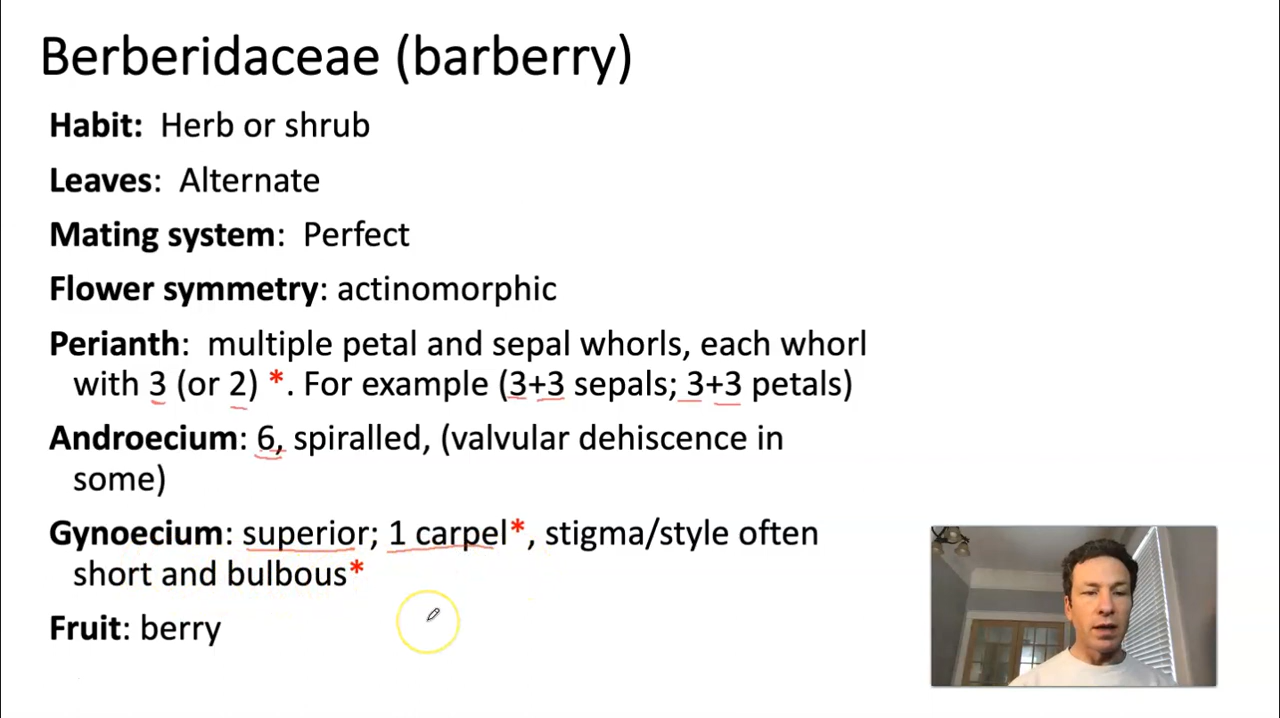 Berberidaceae (barberry)
Habit: Herb or shrub
Leaves: Alternate
Mating system: Perfect
Flower symmetry: actinomorphic
Perianth: multiple petal and sepal whorls, each whorl
with 3 (or 2) *. For example (3+3 sepals; 3+3 petals)
Androecium: 6, spiralled, (valvular dehiscence in
some)
Gynoecium: superior; 1 carpel*, stigma/style often
short and bulbous*
Fruit: berry